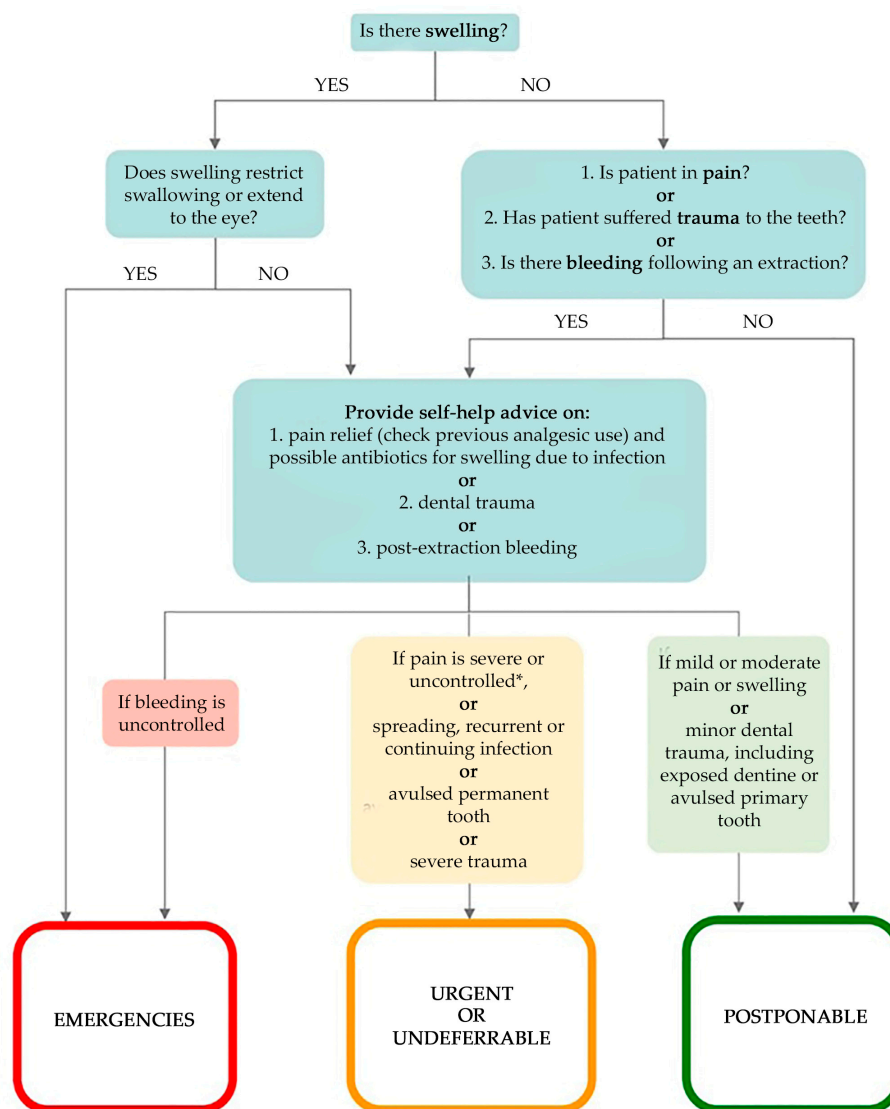 Is there swelling?
YES
NO
Does swelling restrict
swallowing or extend
to the eye?
1. Is patient in pain?
or
2. Has patient suffered trauma to the teeth?
or
3. Is there bleeding following an extraction?
YES
NO
YES
NO
Provide self-help advice on:
1. pain relief (check previous analgesic use) and
possible antibiotics for swelling due to infection
or
2. dental trauma
or
3. post-extraction bleeding
If bleeding is
uncontrolled
If pain is severe or
uncontrolled*,
or
spreading, recurrent or
continuing infection
or
avulsed permanent
tooth
or
severe trauma
If mild or moderate
pain or swelling
or
minor dental
trauma, including
exposed dentine or
avulsed primary
tooth
EMERGENCIES
URGENT
OR
UNDEFERRABLE
POSTPONABLE